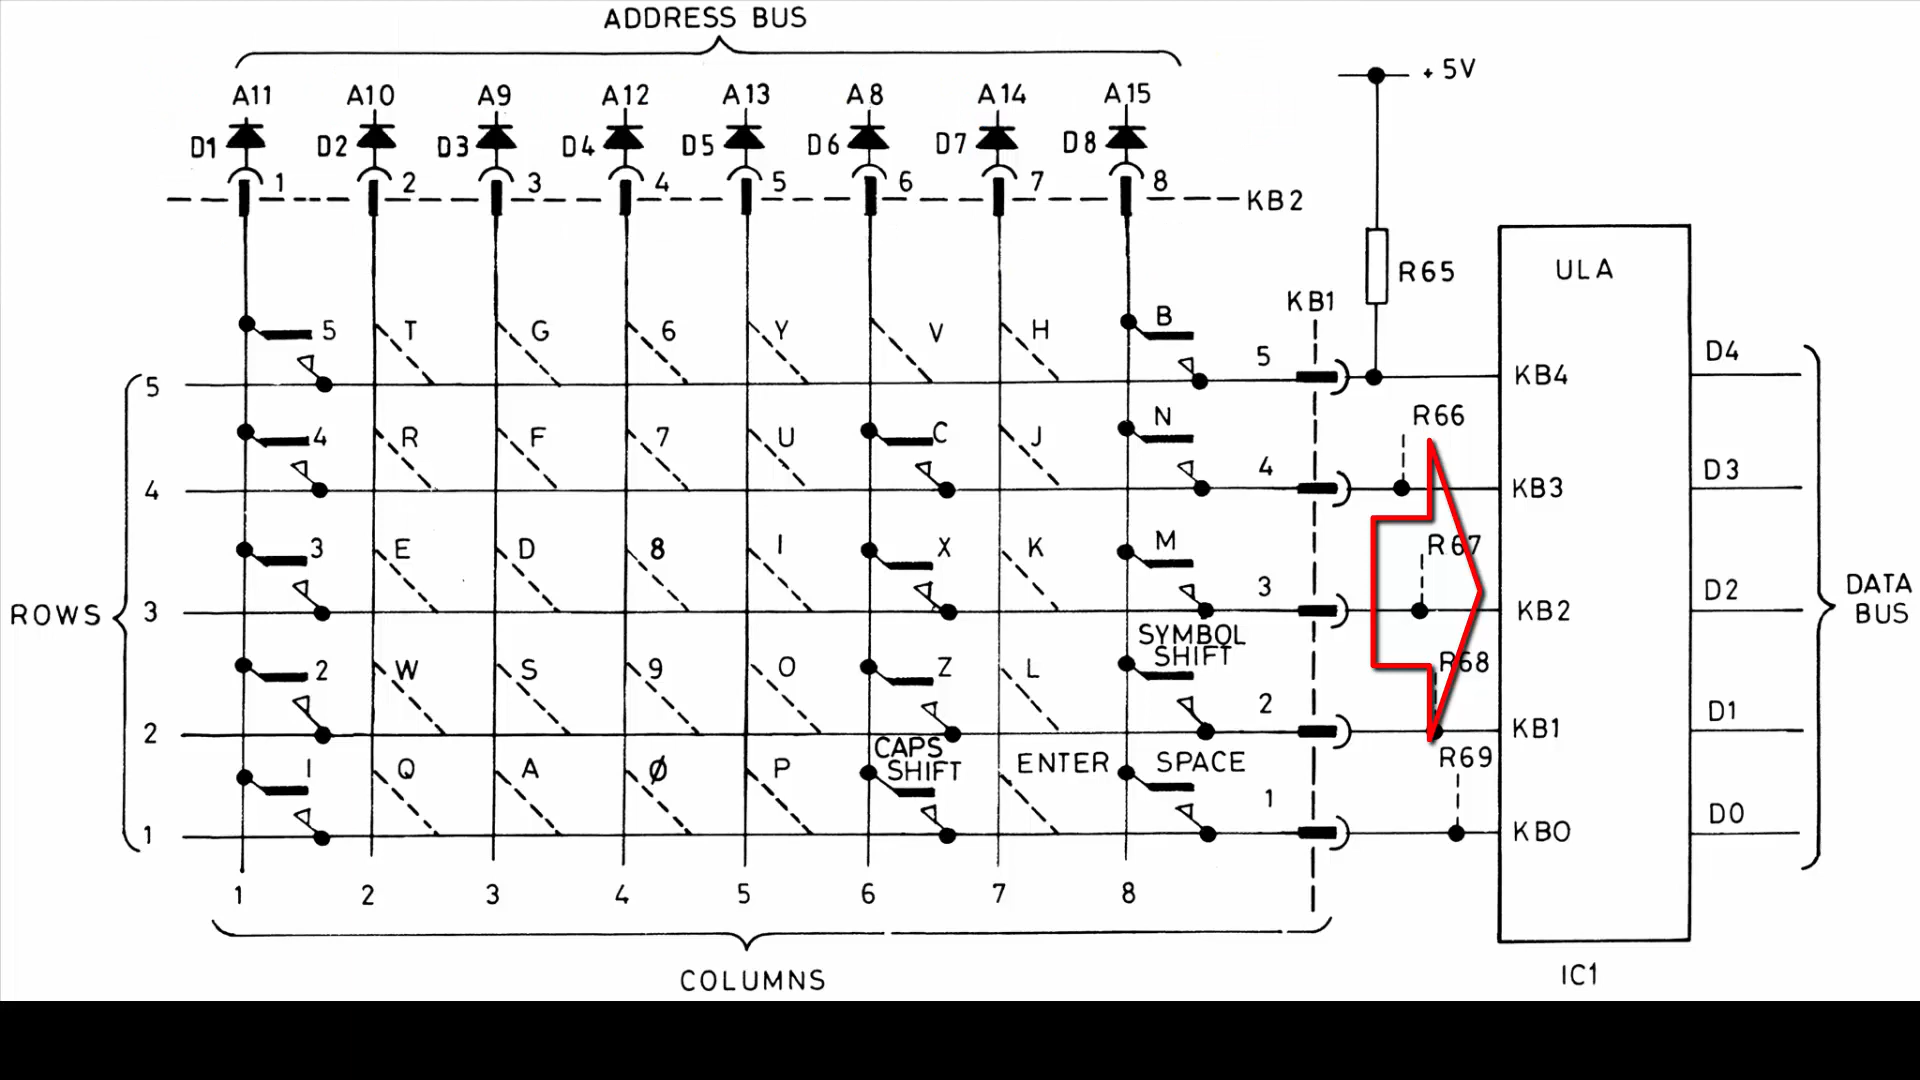 ADDRESS BUS
A11 A10 A9 A12 A13 A8 A14 A15
+5V
D1 D2 D3 D4 D5 D6 D7 D8
1 2 3 4 5 6 7 8 KB2
R65
ULA
KB1
5 T G 6 Y V H B
5 5 KB4 D4
R66
4 R F 7 U C J N
4 4 KB3 D3
R67
3 E D 8 I X K M
ROWS 3 3 KB2 D2 DATA BUS
SYMBOL SHIFT
R68
2 W S 9 O Z L
2 2 KB1 D1
R69
1 Q A Ø P CAPS SHIFT ENTER SPACE
1 1 KB0 D0
1 2 3 4 5 6 7 8
COLUMNS
IC1